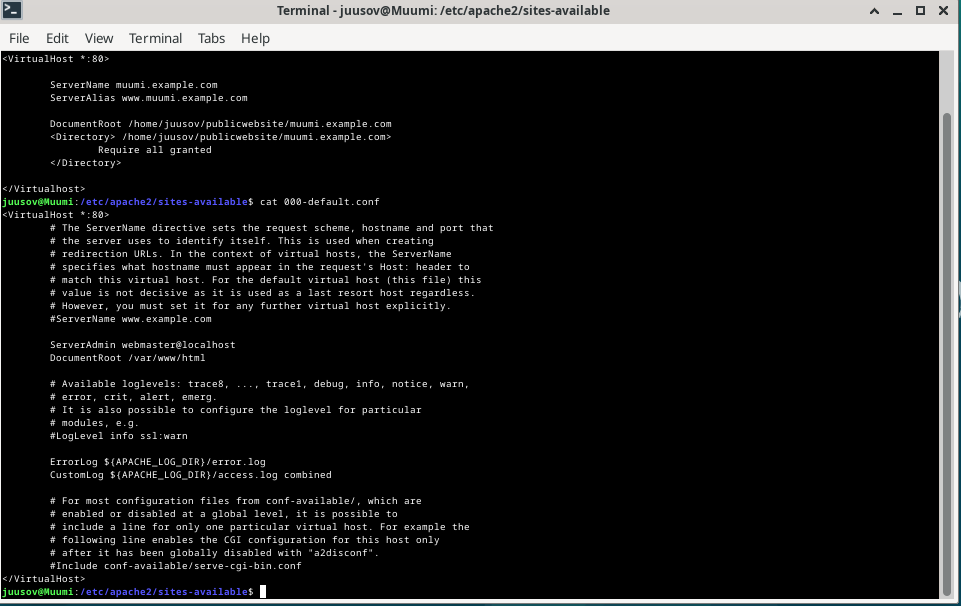 Terminal - juusov@Muumi: /etc/apache2/sites-available
File Edit View Terminal Tabs Help
<VirtualHost *:80>
ServerName muumi.example.com
ServerAlias www.muumi.example.com
DocumentRoot /home/juusov/publicwebsite/muumi.example.com
<Directory> /home/juusov/publicwebsite/muumi.example.com>
Require all granted
</Directory>
</Virtualhost>
juusov@Muumi:/etc/apache2/sites-available$ cat 000-default.conf
<VirtualHost *:80>
# The ServerName directive sets the request scheme, hostname and port that
# the server uses to identify itself. This is used when creating
# redirection URLs. In the context of virtual hosts, the ServerName
# specifies what hostname must appear in the request's Host: header to
# match this virtual host. For the default virtual host (this file) this
# value is not decisive as it is used as a last resort host regardless.
# However, you must set it for any further virtual host explicitly.
#ServerName www.example.com
ServerAdmin webmaster@localhost
DocumentRoot /var/www/html
# Available loglevels: trace8, ..., trace1, debug, info, notice, warn,
# error, crit, alert, emerg.
# It is also possible to configure the loglevel for particular
# modules, e.g.
#LogLevel info ssl:warn
ErrorLog ${APACHE_LOG_DIR}/error.log
CustomLog ${APACHE_LOG_DIR}/access.log combined
# For most configuration files from conf-available/, which are
# enabled or disabled at a global level, it is possible to
# include a line for only one particular virtual host. For example the
# following line enables the CGI configuration for this host only
# after it has been globally disabled with "a2disconf".
#Include conf-available/serve-cgi-bin.conf
</VirtualHost>
juusov@Muumi:/etc/apache2/sites-available$